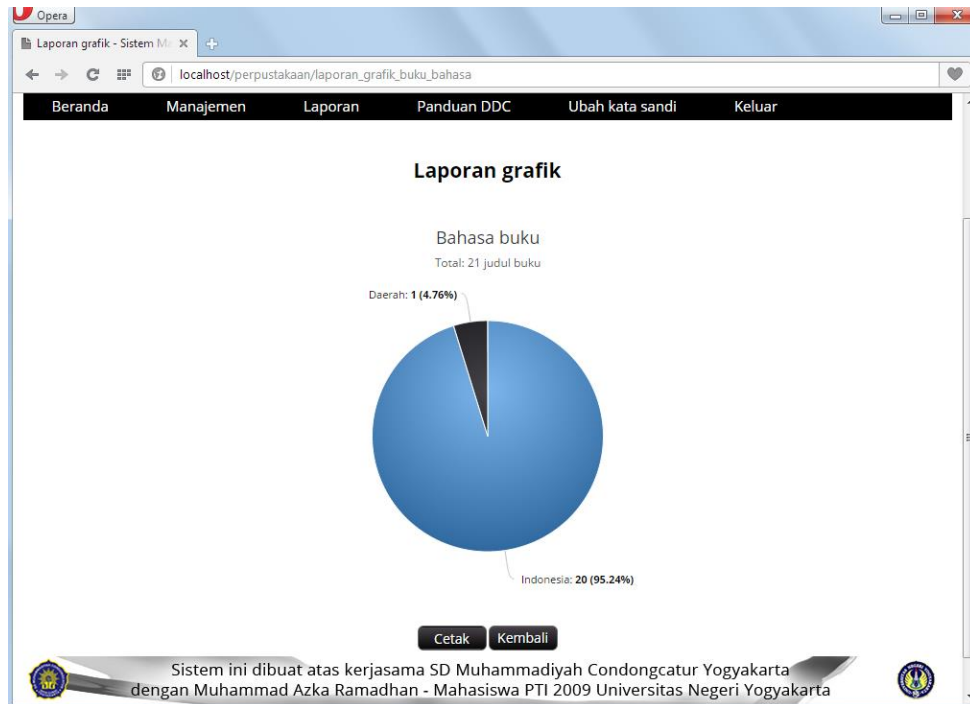 Opera
Laporan grafik - Sistem Ma
localhost/perpustakaan/laporan_grafik_buku_bahasa
Beranda Manajemen Laporan Panduan DDC Ubah kata sandi Keluar
Laporan grafik
Bahasa buku
Total: 21 judul buku
Daerah: 1 (4.76%)
Indonesia: 20 (95.24%)
Cetak Kembali
Sistem ini dibuat atas kerjasama SD Muhammadiyah Condongcatur Yogyakarta
dengan Muhammad Azka Ramadhan - Mahasiswa PTI 2009 Universitas Negeri Yogyakarta